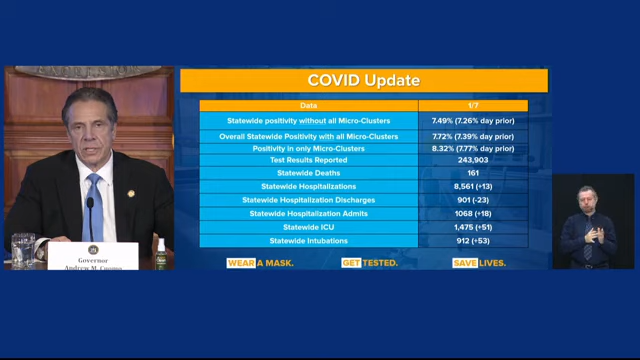 COVID Update
Data 1/7
Statewide positivity without all Micro-Clusters 7.49% (7.26% day prior)
Overall Statewide Positivity with all Micro-Clusters 7.72% (7.39% day prior)
Positivity in only Micro-Clusters 8.32% (7.77% day prior)
Test Results Reported 243,903
Statewide Deaths 161
Statewide Hospitalizations 8,561 (+13)
Statewide Hospitalization Discharges 901 (-23)
Statewide Hospitalization Admits 1068 (+18)
Statewide ICU 1,475 (+51)
Statewide Intubations 912 (+53)
WEAR A MASK. GET TESTED. SAVE LIVES.
Governor
Andrew M. Cuomo